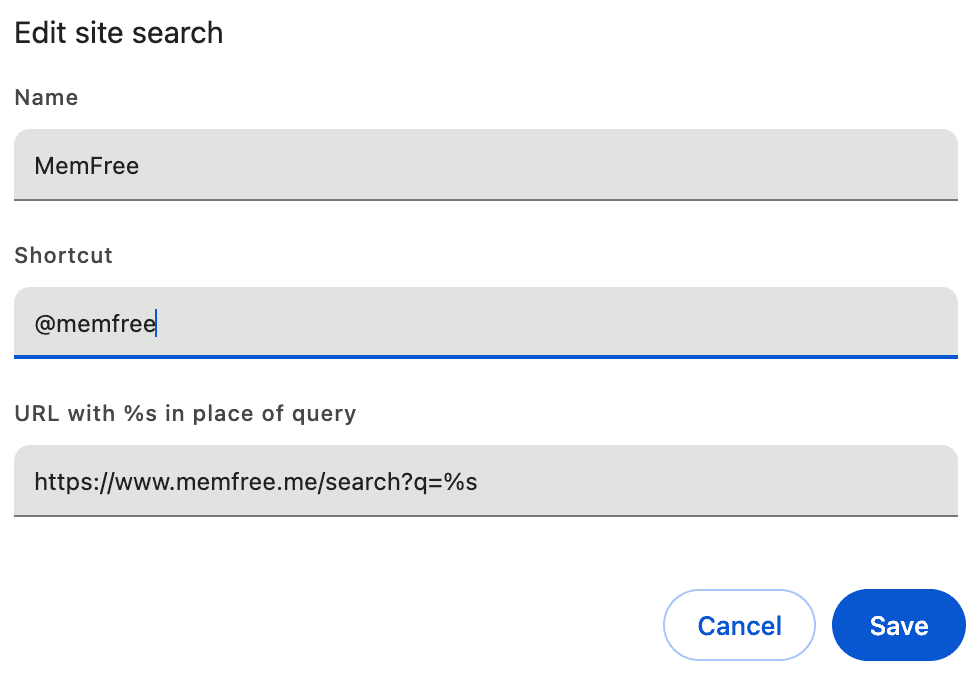 Edit site search
Name
MemFree
Shortcut
@memfree
URL with %s in place of query
https://www.memfree.me/search?q=%s
Cancel Save